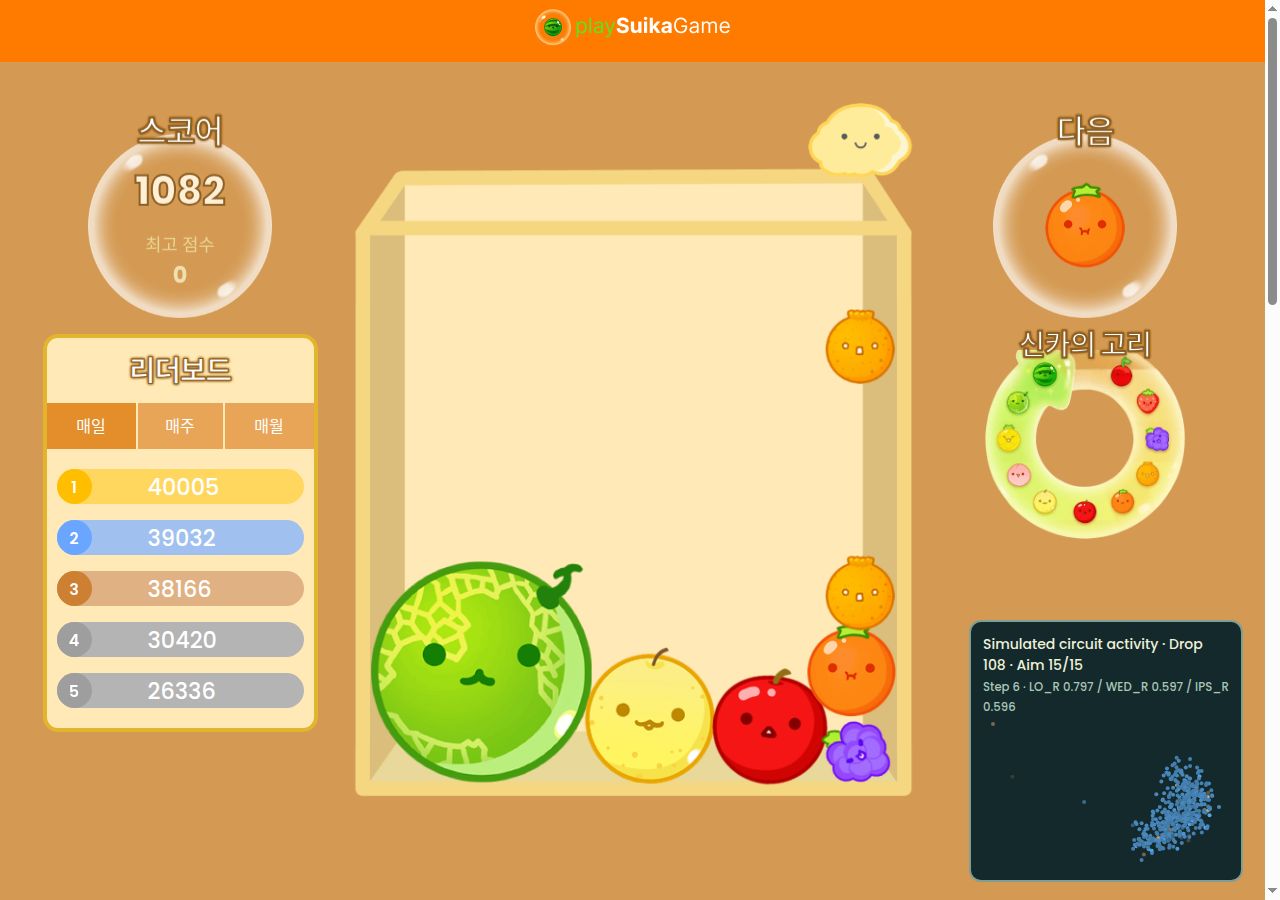 playSuikaGame
스코어
1082
최고 점수
0
다음
신카의 고리
리더보드
매일 매주 매월
1 40005
2 39032
3 38166
4 30420
5 26336
Simulated circuit activity · Drop
108 · Aim 15/15
Step 6 · LO_R 0.797 / WED_R 0.597 / IPS_R
0.596